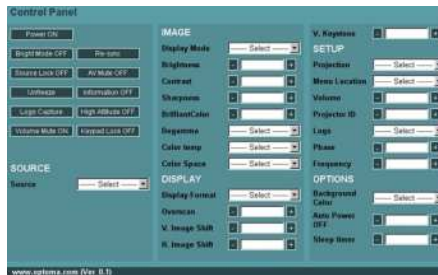 Control Panel
Power ON
Bright Mode OFF
Re-sync
Source Lock OFF
AV Mute OFF
Unfreeze
Information OFF
Logo Capture
High Altitude OFF
Volume Mute ON
Keypad Lock OFF
SOURCE
Source
----- Select -----
IMAGE
Display Mode
----- Select -----
Brightness
Contrast
Sharpness
BrilliantColor
Degamma
----- Select -----
Color temp
----- Select -----
Color Space
----- Select -----
DISPLAY
Display Format
----- Select -----
Overscan
V. Image Shift
H. Image Shift
V. Keystone
SETUP
Projection
----- Select -----
Menu Location
----- Select -----
Volume
Projector ID
Logo
----- Select -----
Phase
Frequency
OPTIONS
Background
Color
----- Select -----
Auto Power
OFF
Sleep timer
www.optoma.com (Ver 0.1)